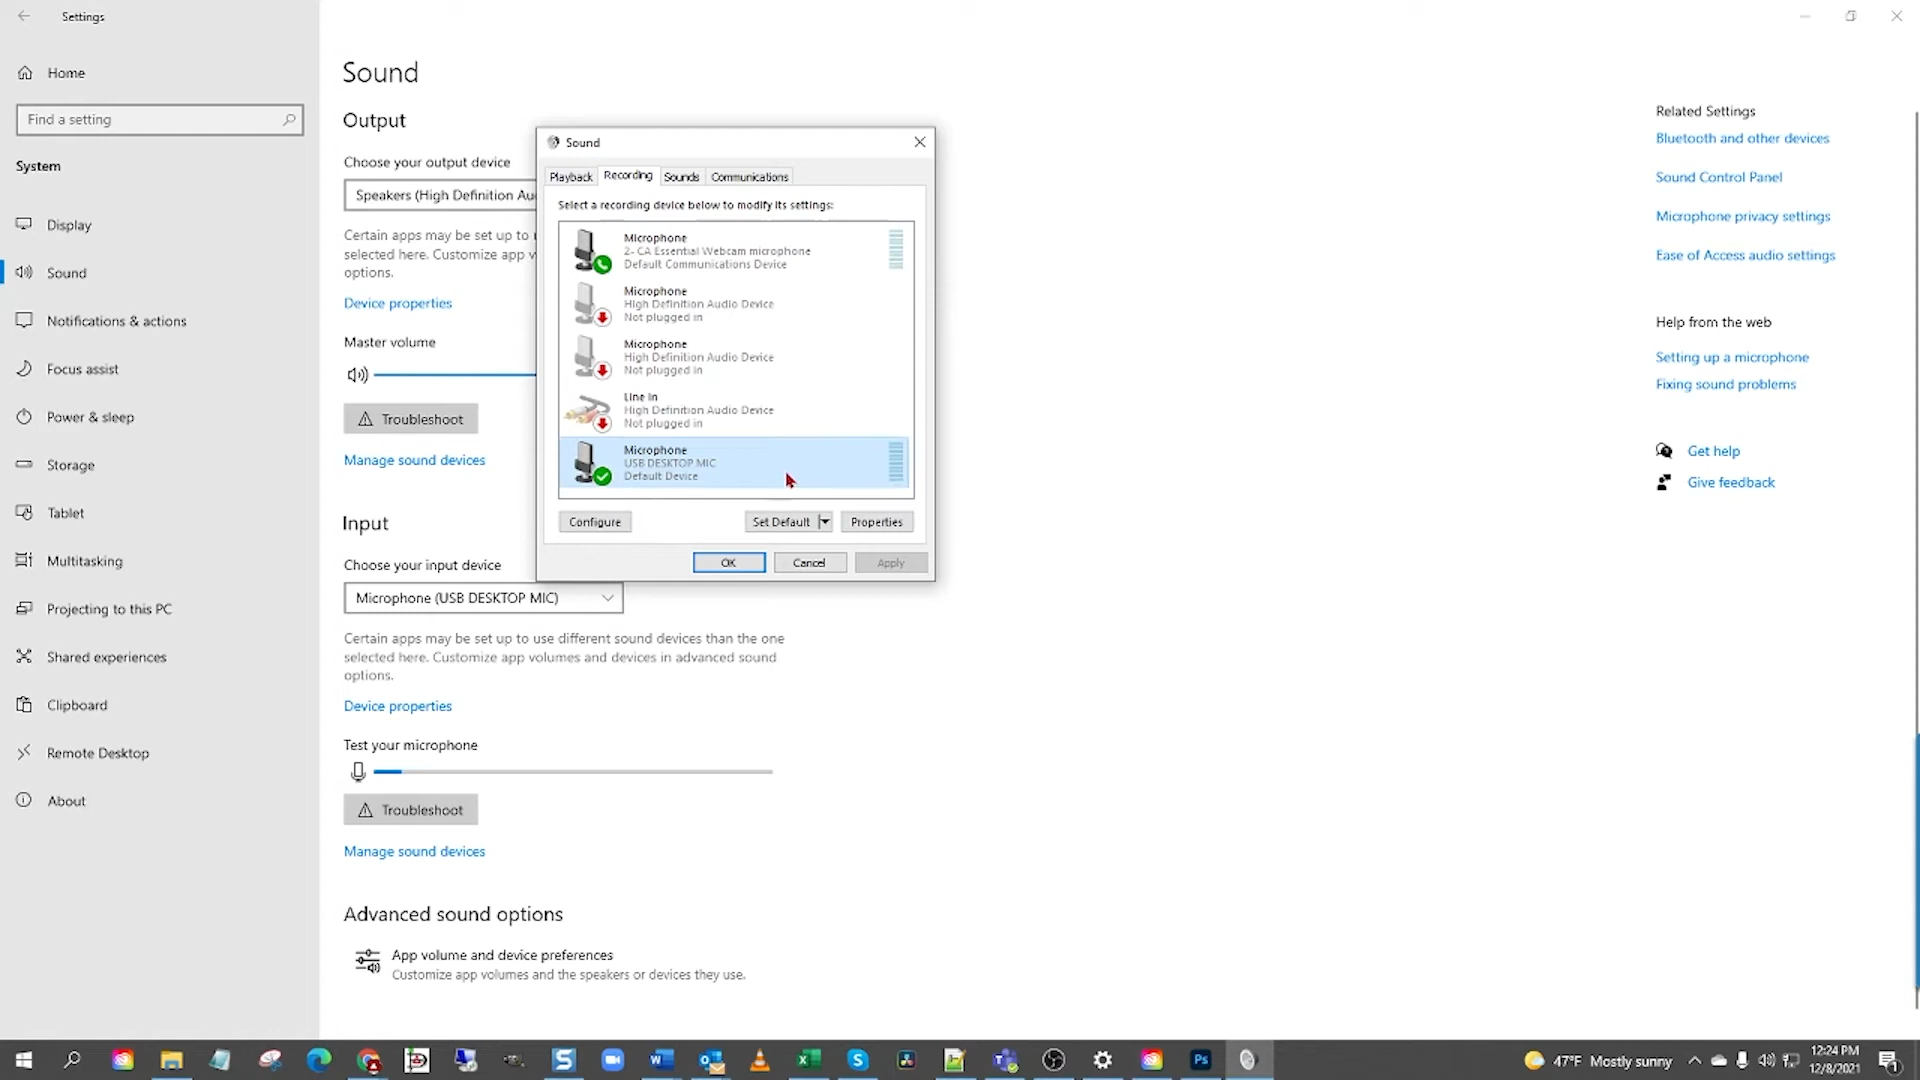 Settings
Home
Find a setting
System
Display
Sound
Notifications & actions
Focus assist
Power & sleep
Storage
Tablet
Multitasking
Projecting to this PC
Shared experiences
Clipboard
Remote Desktop
About
Sound
Output
Choose your output device
Speakers (High Definition Au
Certain apps may be set up to
selected here. Customize app v
options.
Device properties
Master volume
Troubleshoot
Manage sound devices
Input
Choose your input device
Microphone (USB DESKTOP MIC)
Certain apps may be set up to use different sound devices than the one
selected here. Customize app volumes and devices in advanced sound
options.
Device properties
Test your microphone
Troubleshoot
Manage sound devices
Advanced sound options
App volume and device preferences
Customize app volumes and the speakers or devices they use.
Sound
Playback Recording Sounds Communications
Select a recording device below to modify its settings:
Microphone
2- CA Essential Webcam microphone
Default Communications Device
Microphone
High Definition Audio Device
Not plugged in
Microphone
High Definition Audio Device
Not plugged in
Line In
High Definition Audio Device
Not plugged in
Microphone
USB DESKTOP MIC
Default Device
Configure Set Default Properties
OK Cancel Apply
Related Settings
Bluetooth and other devices
Sound Control Panel
Microphone privacy settings
Ease of Access audio settings
Help from the web
Setting up a microphone
Fixing sound problems
Get help
Give feedback
47°F Mostly sunny
12:24 PM
12/8/2021